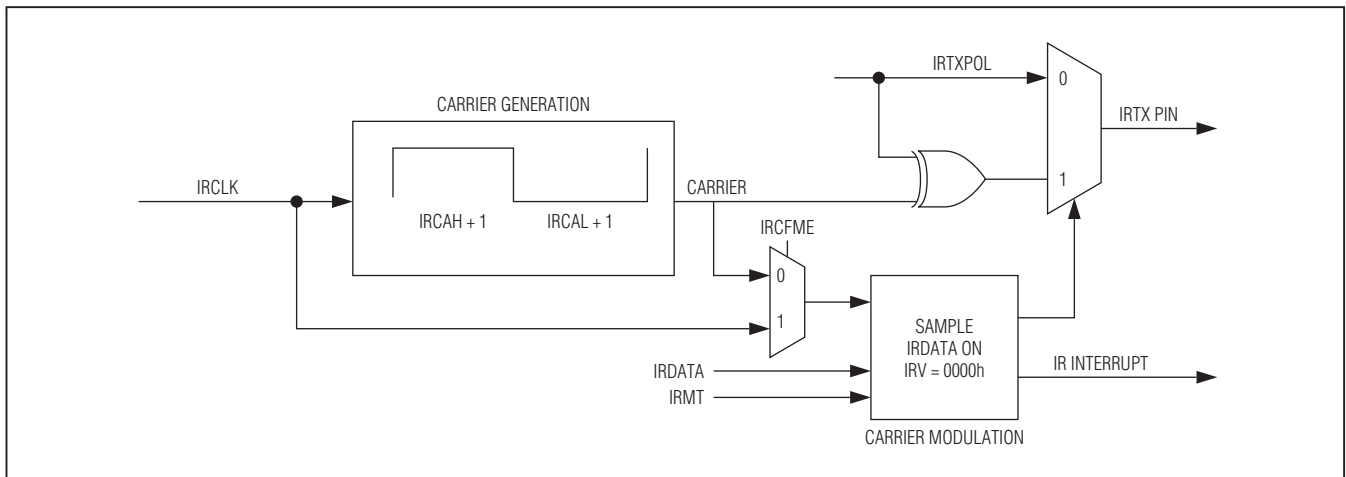 IRTXPOL
0
CARRIER GENERATION
IRTX PIN
IRCLK
CARRIER
1
IRCAH + 1
IRCAL + 1
IRCFME
0
1
SAMPLE
IRDATA ON
IRV = 0000h
IRDATA
IR INTERRUPT
IRMT
CARRIER MODULATION